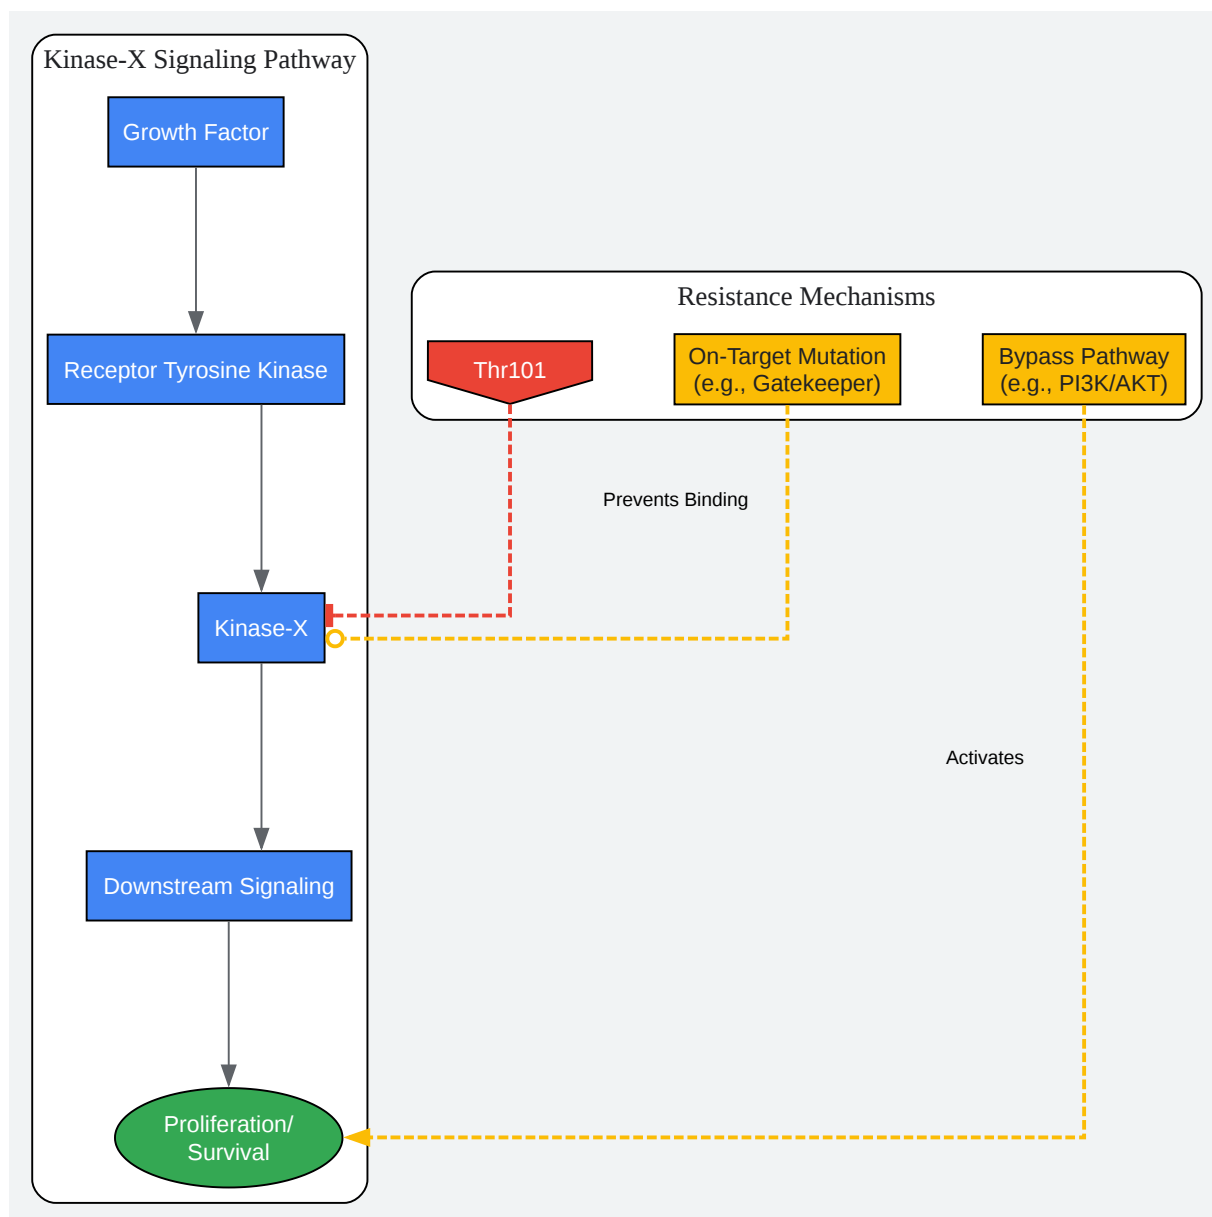 Kinase-X Signaling Pathway
Growth Factor
Resistance Mechanisms
Receptor Tyrosine Kinase
Thr101
On-Target Mutation
(e.g., Gatekeeper)
Bypass Pathway
(e.g., PI3K/AKT)
Prevents Binding
Kinase-X
Activates
Downstream Signaling
Proliferation/
Survival